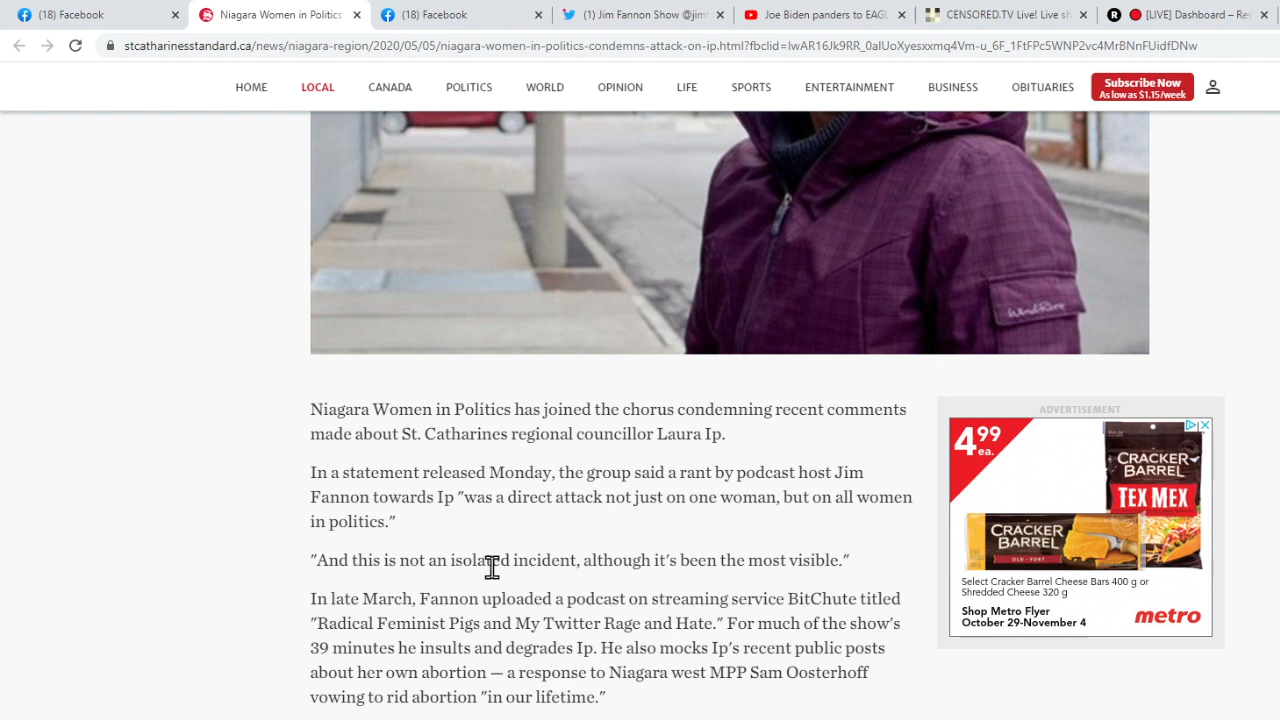 (18) Facebook
Niagara Women in Politics
(18) Facebook
(1) Jim Fannon Show @jim
Joe Biden panders to EAGL
CENSORED.TV Live! Live sh
[LIVE] Dashboard – Res
stcatharinesstandard.ca/news/niagara-region/2020/05/05/niagara-women-in-politics-condemns-attack-on-ip.html?fbclid=IwAR16Jk9RR_0aIUoXyesxxmq4Vm-u_6F_1FtFPc5WNP2vc4MrBNnFUidfDNw
HOME
LOCAL
CANADA
POLITICS
WORLD
OPINION
LIFE
SPORTS
ENTERTAINMENT
BUSINESS
OBITUARIES
Subscribe Now
As low as $1.15/week
WindRiver
Niagara Women in Politics has joined the chorus condemning recent comments
made about St. Catharines regional councillor Laura Ip.
In a statement released Monday, the group said a rant by podcast host Jim
Fannon towards Ip "was a direct attack not just on one woman, but on all women
in politics."
"And this is not an isolated incident, although it's been the most visible."
In late March, Fannon uploaded a podcast on streaming service BitChute titled
"Radical Feminist Pigs and My Twitter Rage and Hate." For much of the show's
39 minutes he insults and degrades Ip. He also mocks Ip's recent public posts
about her own abortion — a response to Niagara west MPP Sam Oosterhoff
vowing to rid abortion "in our lifetime."
ADVERTISEMENT
4.99
ea.
CRACKER
BARREL
TEX MEX
CRACKER
BARREL
OLD • FORT
CRACKER
BARREL
Select Cracker Barrel Cheese Bars 400 g or
Shredded Cheese 320 g
Shop Metro Flyer
October 29-November 4
metro